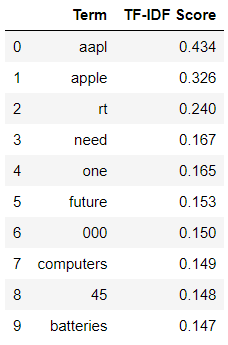 Term TF-IDF Score
0 aapl 0.434
1 apple 0.326
2 rt 0.240
3 need 0.167
4 one 0.165
5 future 0.153
6 000 0.150
7 computers 0.149
8 45 0.148
9 batteries 0.147